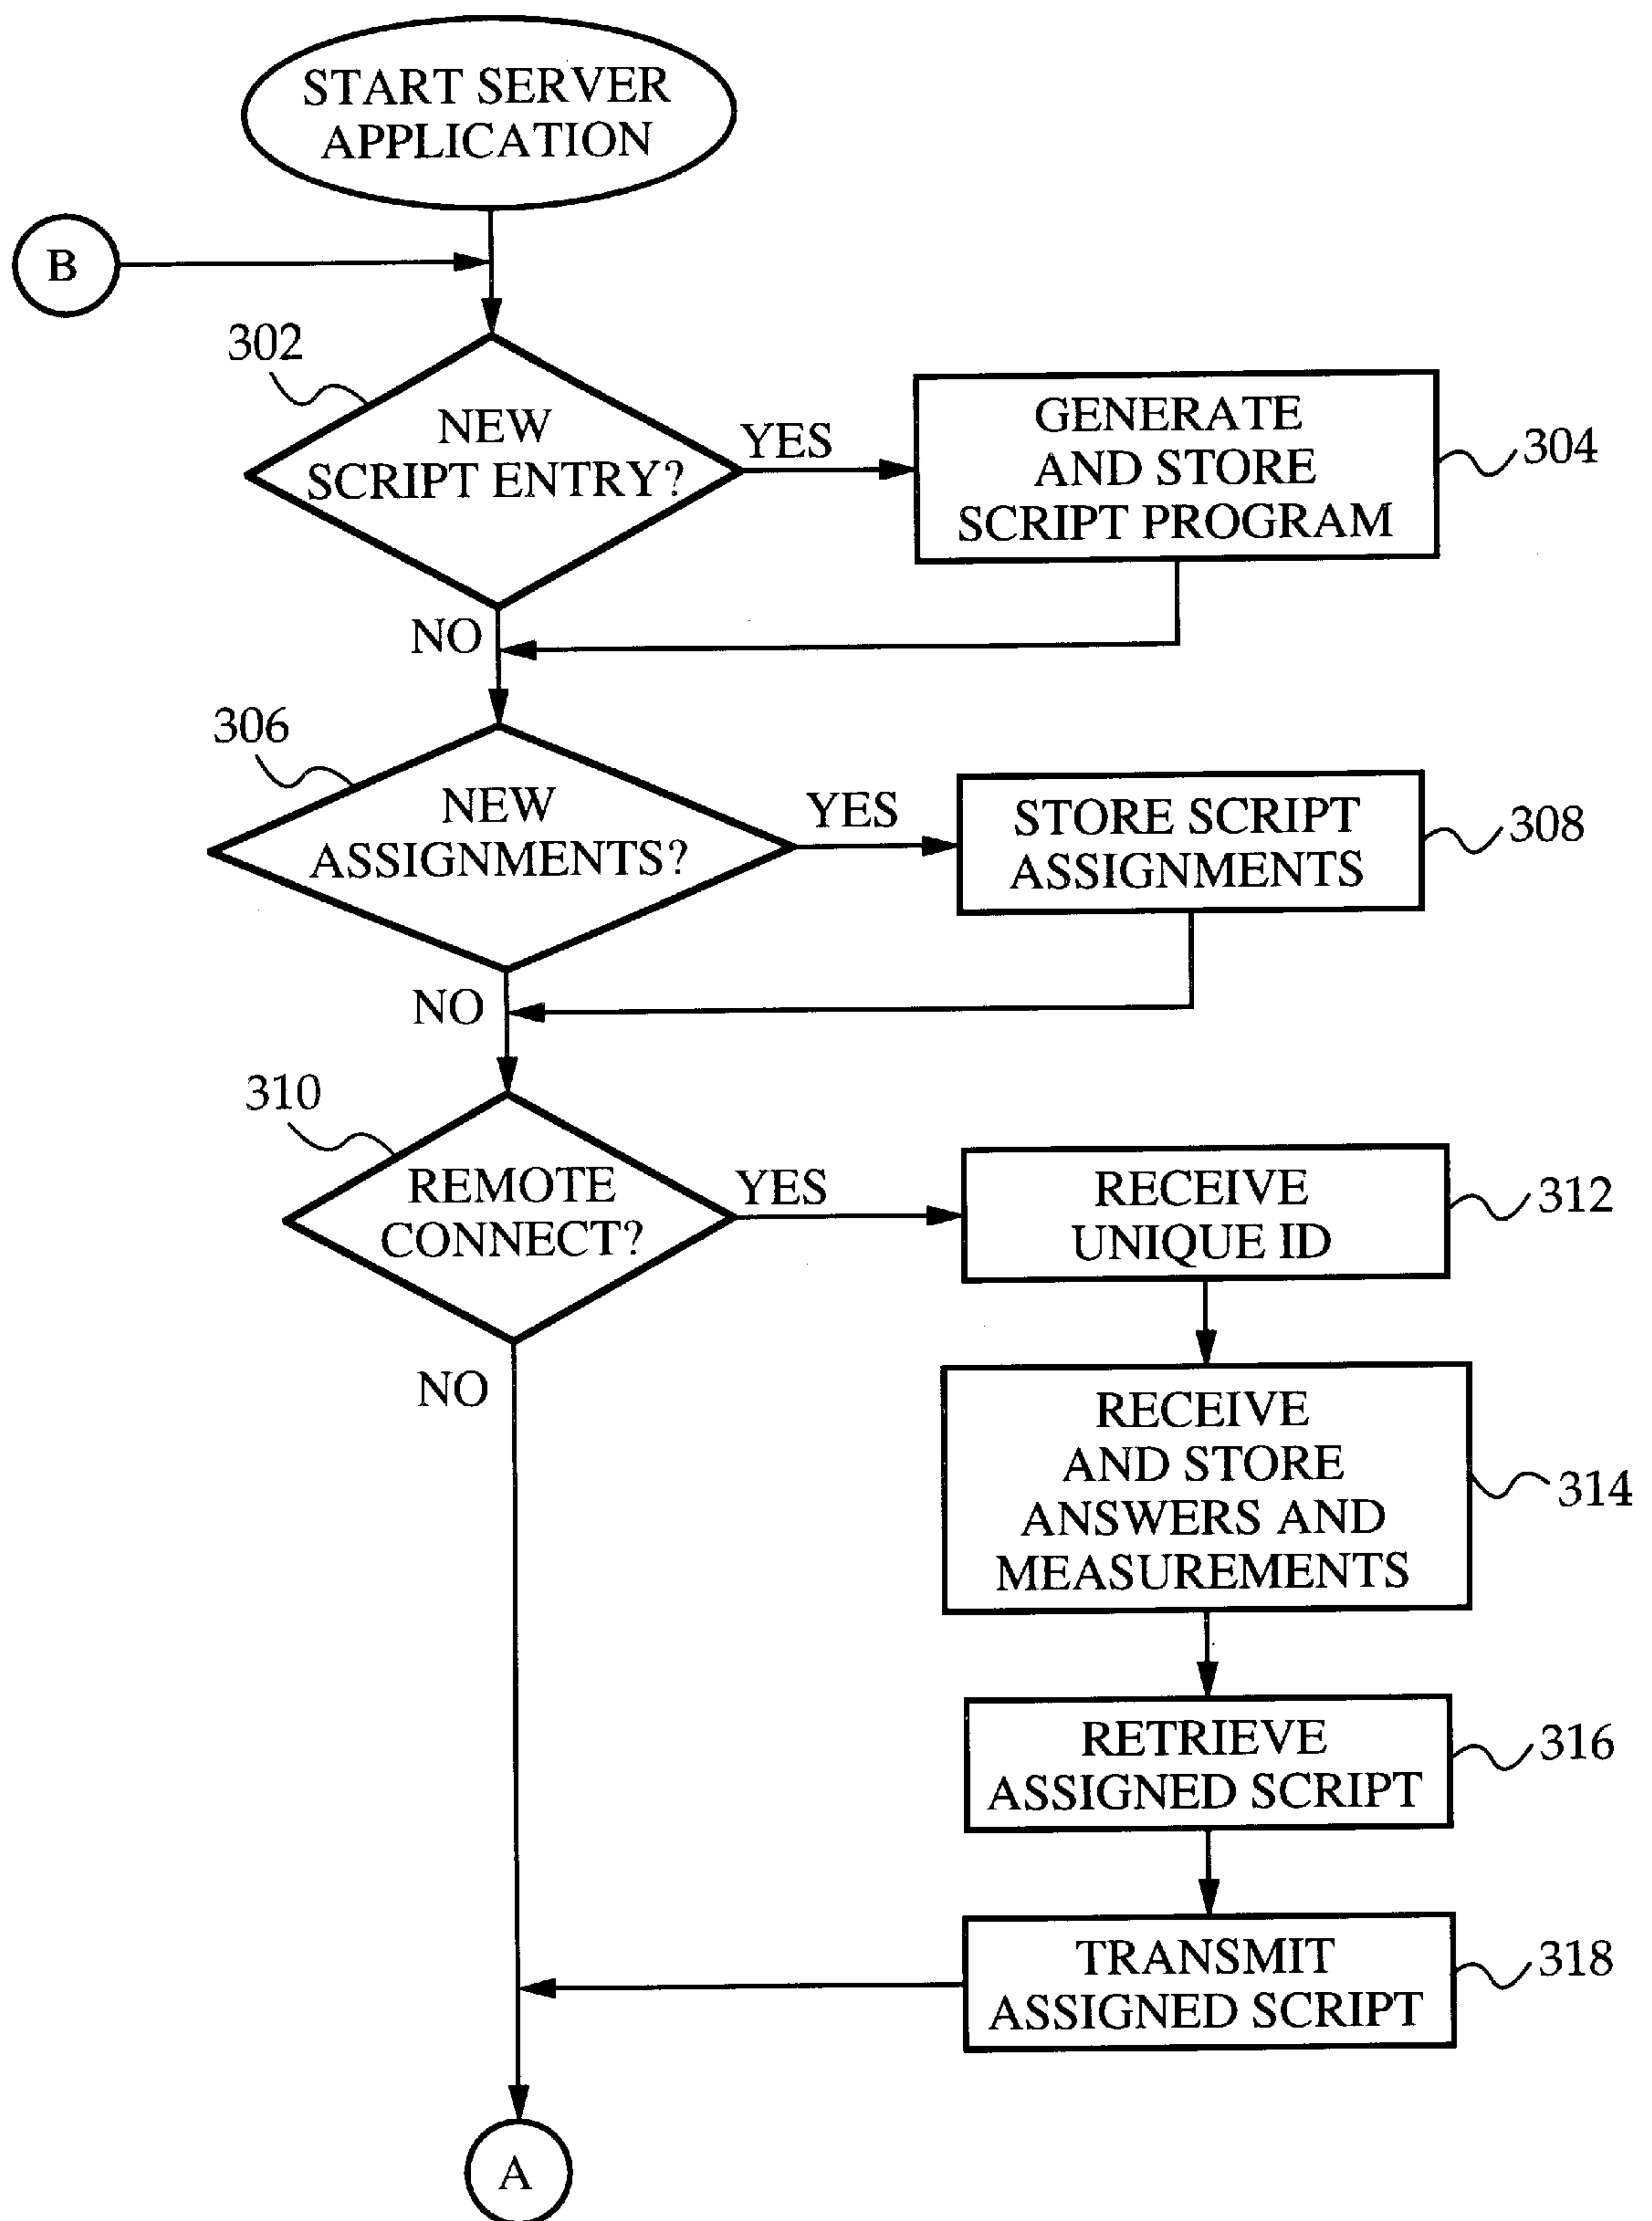 START SERVER
APPLICATION
B
302
NEW
SCRIPT ENTRY?
YES
GENERATE
AND STORE
SCRIPT PROGRAM
304
NO
306
NEW
ASSIGNMENTS?
YES
STORE SCRIPT
ASSIGNMENTS
308
NO
310
REMOTE
CONNECT?
YES
RECEIVE
UNIQUE ID
312
NO
RECEIVE
AND STORE
ANSWERS AND
MEASUREMENTS
314
RETRIEVE
ASSIGNED SCRIPT
316
TRANSMIT
ASSIGNED SCRIPT
318
A